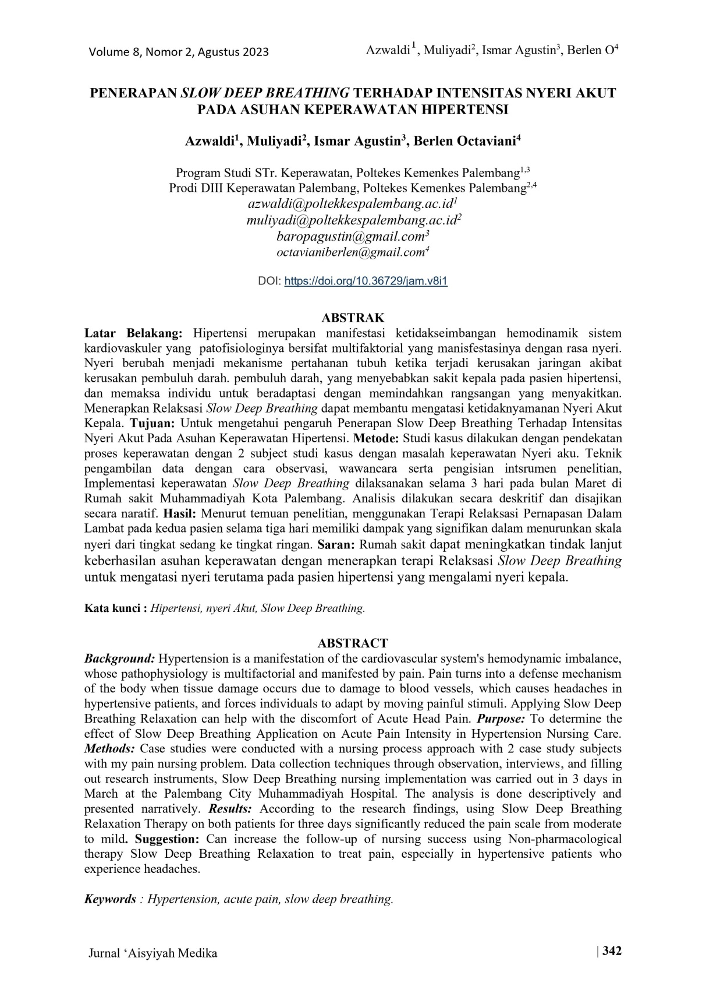 Volume 8, Nomor 2, Agustus 2023
Azwaldi1, Muliyadi2, Ismar Agustin3, Berlen O4
PENERAPAN SLOW DEEP BREATHING TERHADAP INTENSITAS NYERI AKUT
PADA ASUHAN KEPERAWATAN HIPERTENSI
Azwaldi1, Muliyadi2, Ismar Agustin3, Berlen Octaviani4
Program Studi STr. Keperawatan, Poltekes Kemenkes Palembang1,3
Prodi DIII Keperawatan Palembang, Poltekes Kemenkes Palembang2,4
azwaldi@poltekkespalembang.ac.id1
muliyadi@poltekkespalembang.ac.id2
baropagustin@gmail.com3
octavianiberlen@gmail.com4
DOI: https://doi.org/10.36729/jam.v8i1
ABSTRAK
Latar Belakang: Hipertensi merupakan manifestasi ketidakseimbangan hemodinamik sistem
kardiovaskuler yang patofisiologinya bersifat multifaktorial yang manisfestasinya dengan rasa nyeri.
Nyeri berubah menjadi mekanisme pertahanan tubuh ketika terjadi kerusakan jaringan akibat
kerusakan pembuluh darah. pembuluh darah, yang menyebabkan sakit kepala pada pasien hipertensi,
dan memaksa individu untuk beradaptasi dengan memindahkan rangsangan yang menyakitkan.
Menerapkan Relaksasi Slow Deep Breathing dapat membantu mengatasi ketidaknyamanan Nyeri Akut
Kepala. Tujuan: Untuk mengetahui pengaruh Penerapan Slow Deep Breathing Terhadap Intensitas
Nyeri Akut Pada Asuhan Keperawatan Hipertensi. Metode: Studi kasus dilakukan dengan pendekatan
proses keperawatan dengan 2 subject studi kasus dengan masalah keperawatan Nyeri aku. Teknik
pengambilan data dengan cara observasi, wawancara serta pengisian intsrumen penelitian,
Implementasi keperawatan Slow Deep Breathing dilaksanakan selama 3 hari pada bulan Maret di
Rumah sakit Muhammadiyah Kota Palembang. Analisis dilakukan secara deskritif dan disajikan
secara naratif. Hasil: Menurut temuan penelitian, menggunakan Terapi Relaksasi Pernapasan Dalam
Lambat pada kedua pasien selama tiga hari memiliki dampak yang signifikan dalam menurunkan skala
nyeri dari tingkat sedang ke tingkat ringan. Saran: Rumah sakit dapat meningkatkan tindak lanjut
keberhasilan asuhan keperawatan dengan menerapkan terapi Relaksasi Slow Deep Breathing
untuk mengatasi nyeri terutama pada pasien hipertensi yang mengalami nyeri kepala.
Kata kunci : Hipertensi, nyeri Akut, Slow Deep Breathing.
ABSTRACT
Background: Hypertension is a manifestation of the cardiovascular system's hemodynamic imbalance,
whose pathophysiology is multifactorial and manifested by pain. Pain turns into a defense mechanism
of the body when tissue damage occurs due to damage to blood vessels, which causes headaches in
hypertensive patients, and forces individuals to adapt by moving painful stimuli. Applying Slow Deep
Breathing Relaxation can help with the discomfort of Acute Head Pain. Purpose: To determine the
effect of Slow Deep Breathing Application on Acute Pain Intensity in Hypertension Nursing Care.
Methods: Case studies were conducted with a nursing process approach with 2 case study subjects
with my pain nursing problem. Data collection techniques through observation, interviews, and filling
out research instruments, Slow Deep Breathing nursing implementation was carried out in 3 days in
March at the Palembang City Muhammadiyah Hospital. The analysis is done descriptively and
presented narratively. Results: According to the research findings, using Slow Deep Breathing
Relaxation Therapy on both patients for three days significantly reduced the pain scale from moderate
to mild. Suggestion: Can increase the follow-up of nursing success using Non-pharmacological
therapy Slow Deep Breathing Relaxation to treat pain, especially in hypertensive patients who
experience headaches.
Keywords : Hypertension, acute pain, slow deep breathing.
Jurnal ‘Aisyiyah Medika
| 342